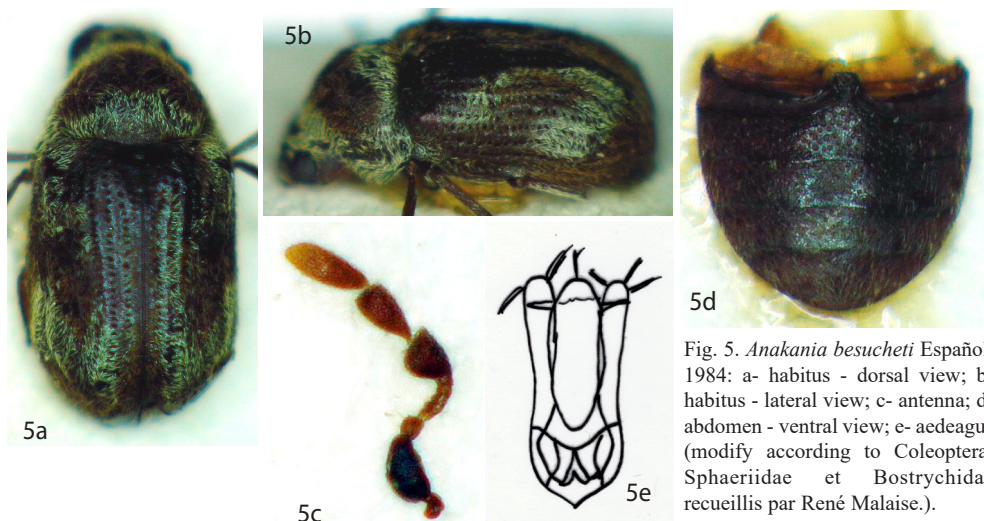 5a
5b
5c
5d
5e
Fig. 5. Anakania besucheti Español
1984: a- habitus - dorsal view; b
habitus - lateral view; c- antenna; d
abdomen - ventral view; e- aedeagu
(modify according to Coleoptera
Sphaeriidae et Bostrychida
recueillis par René Malaise.).